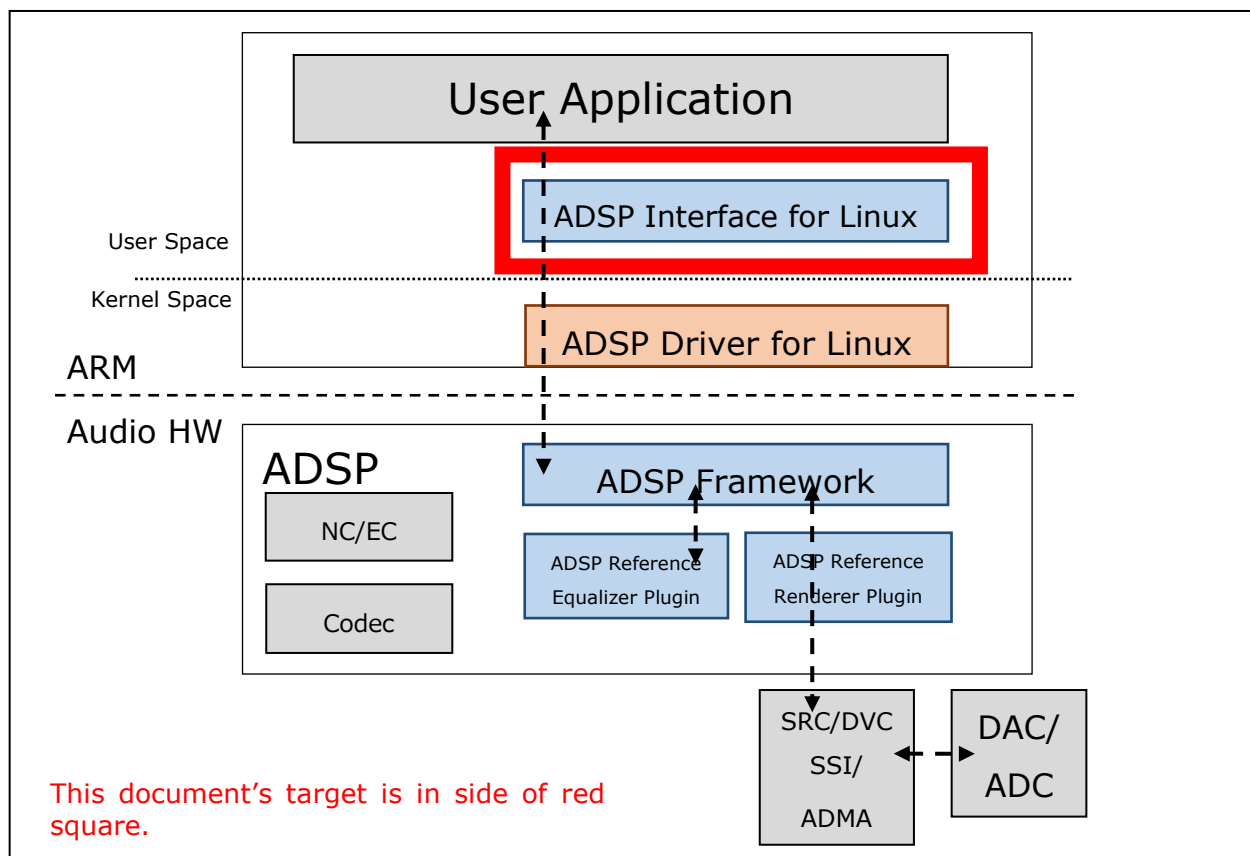 User Application
ADSP Interface for Linux
User Space
Kernel Space
ADSP Driver for Linux
ARM
Audio HW
ADSP
ADSP Framework
NC/EC
ADSP Reference
Equalizer Plugin
ADSP Reference
Renderer Plugin
Codec
SRC/DVC
SSI/
ADMA
DAC/
ADC
This document's target is in side of red
square.